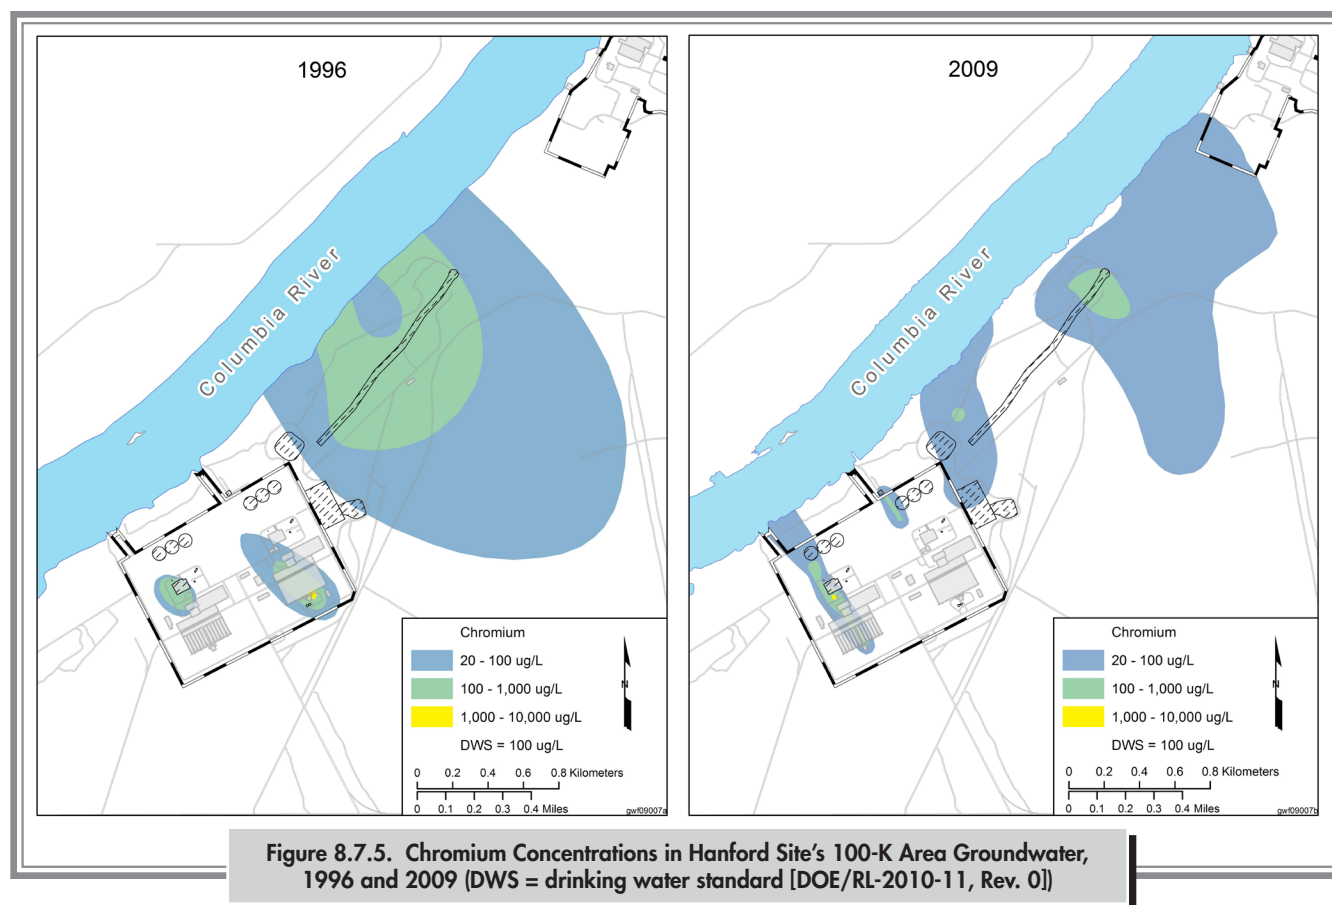 1996
Columbia River
Chromium
20 - 100 ug/L
100 - 1,000 ug/L
1,000 - 10,000 ug/L
DWS = 100 ug/L
N
0 0.2 0.4 0.6 0.8 Kilometers
0 0.1 0.2 0.3 0.4 Miles
gwf09007a
2009
Columbia River
Chromium
20 - 100 ug/L
100 - 1,000 ug/L
1,000 - 10,000 ug/L
DWS = 100 ug/L
N
0 0.2 0.4 0.6 0.8 Kilometers
0 0.1 0.2 0.3 0.4 Miles
gwf09007b
Figure 8.7.5. Chromium Concentrations in Hanford Site's 100-K Area Groundwater,
1996 and 2009 (DWS = drinking water standard [DOE/RL-2010-11, Rev. 0])